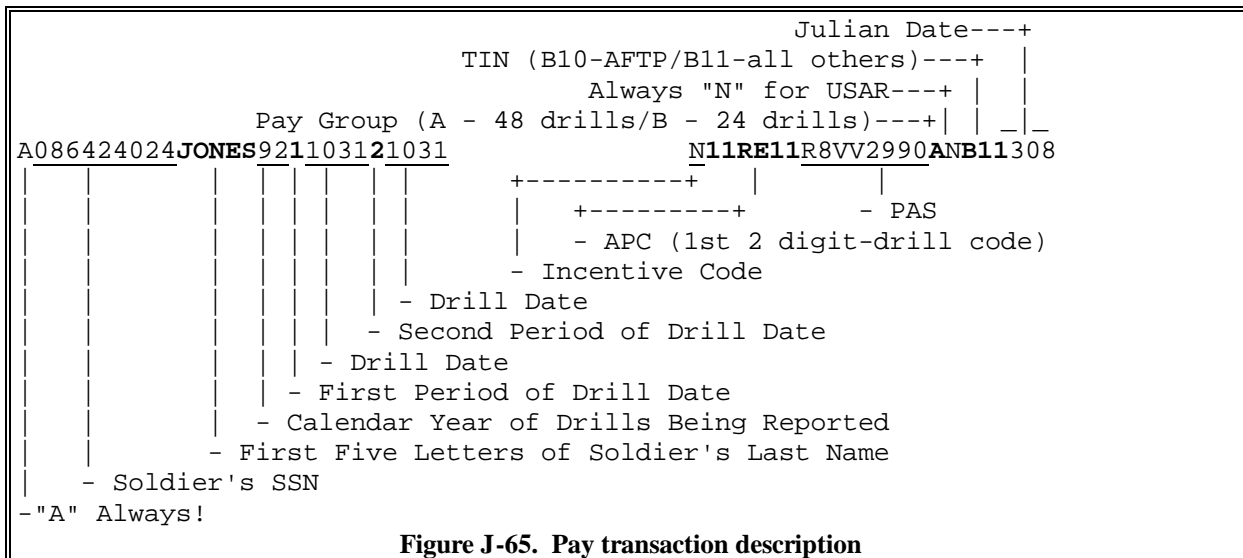 Julian Date---+
TIN (B10-AFTP/B11-all others)---+ |
Always "N" for USAR---+ | |
Pay Group (A - 48 drills/B - 24 drills)---+| | _|_
A086424024JONES921103121031 N11RE11R8VV2990ANB11308
| | | | | | | | +----------+ | |
| | | | | | | | | +---------+ - PAS
| | | | | | | | | - APC (1st 2 digit-drill code)
| | | | | | | | - Incentive Code
| | | | | | | | - Drill Date
| | | | | | | - Second Period of Drill Date
| | | | | | - Drill Date
| | | | | - First Period of Drill Date
| | | | - Calendar Year of Drills Being Reported
| | | - First Five Letters of Soldier's Last Name
| - Soldier's SSN
-"A" Always!
Figure J-65. Pay transaction description